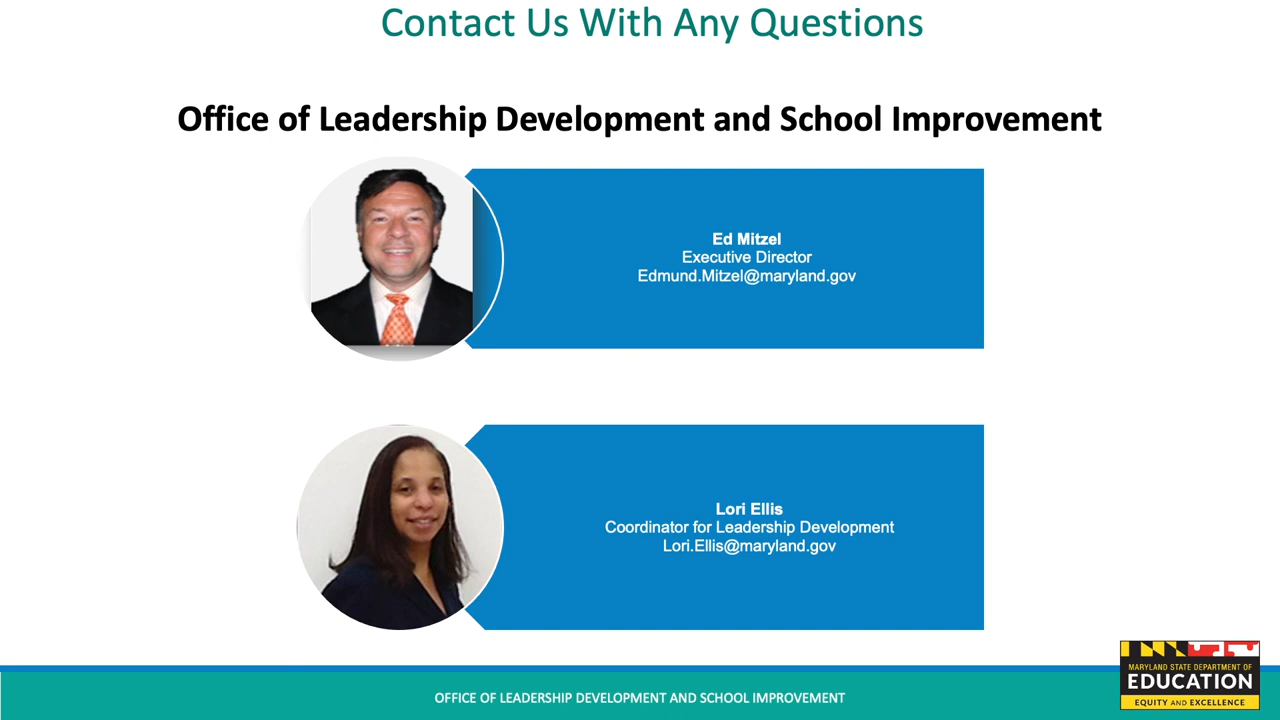 Contact Us With Any Questions
Office of Leadership Development and School Improvement
Ed Mitzel
Executive Director
Edmund.Mitzel@maryland.gov
Lori Ellis
Coordinator for Leadership Development
Lori.Ellis@maryland.gov
OFFICE OF LEADERSHIP DEVELOPMENT AND SCHOOL IMPROVEMENT
MARYLAND STATE DEPARTMENT OF
EDUCATION
EQUITY AND EXCELLENCE